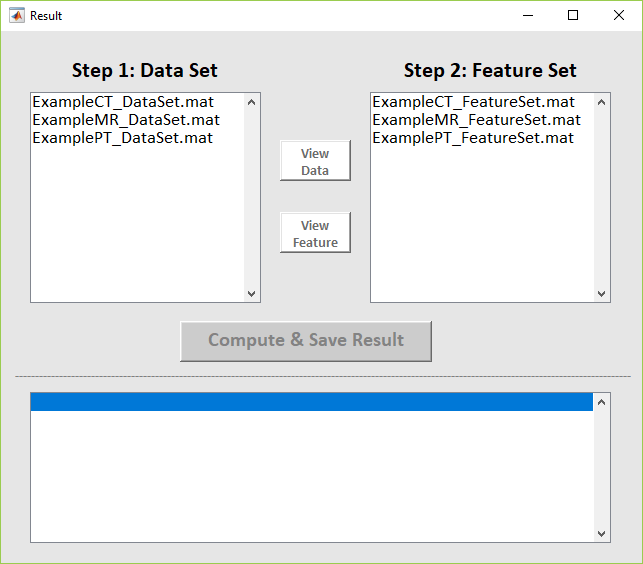 Result
Step 1: Data Set
Step 2: Feature Set
ExampleCT_DataSet.mat
ExampleMR_DataSet.mat
ExamplePT_DataSet.mat
View
Data
View
Feature
ExampleCT_FeatureSet.mat
ExampleMR_FeatureSet.mat
ExamplePT_FeatureSet.mat
Compute & Save Result